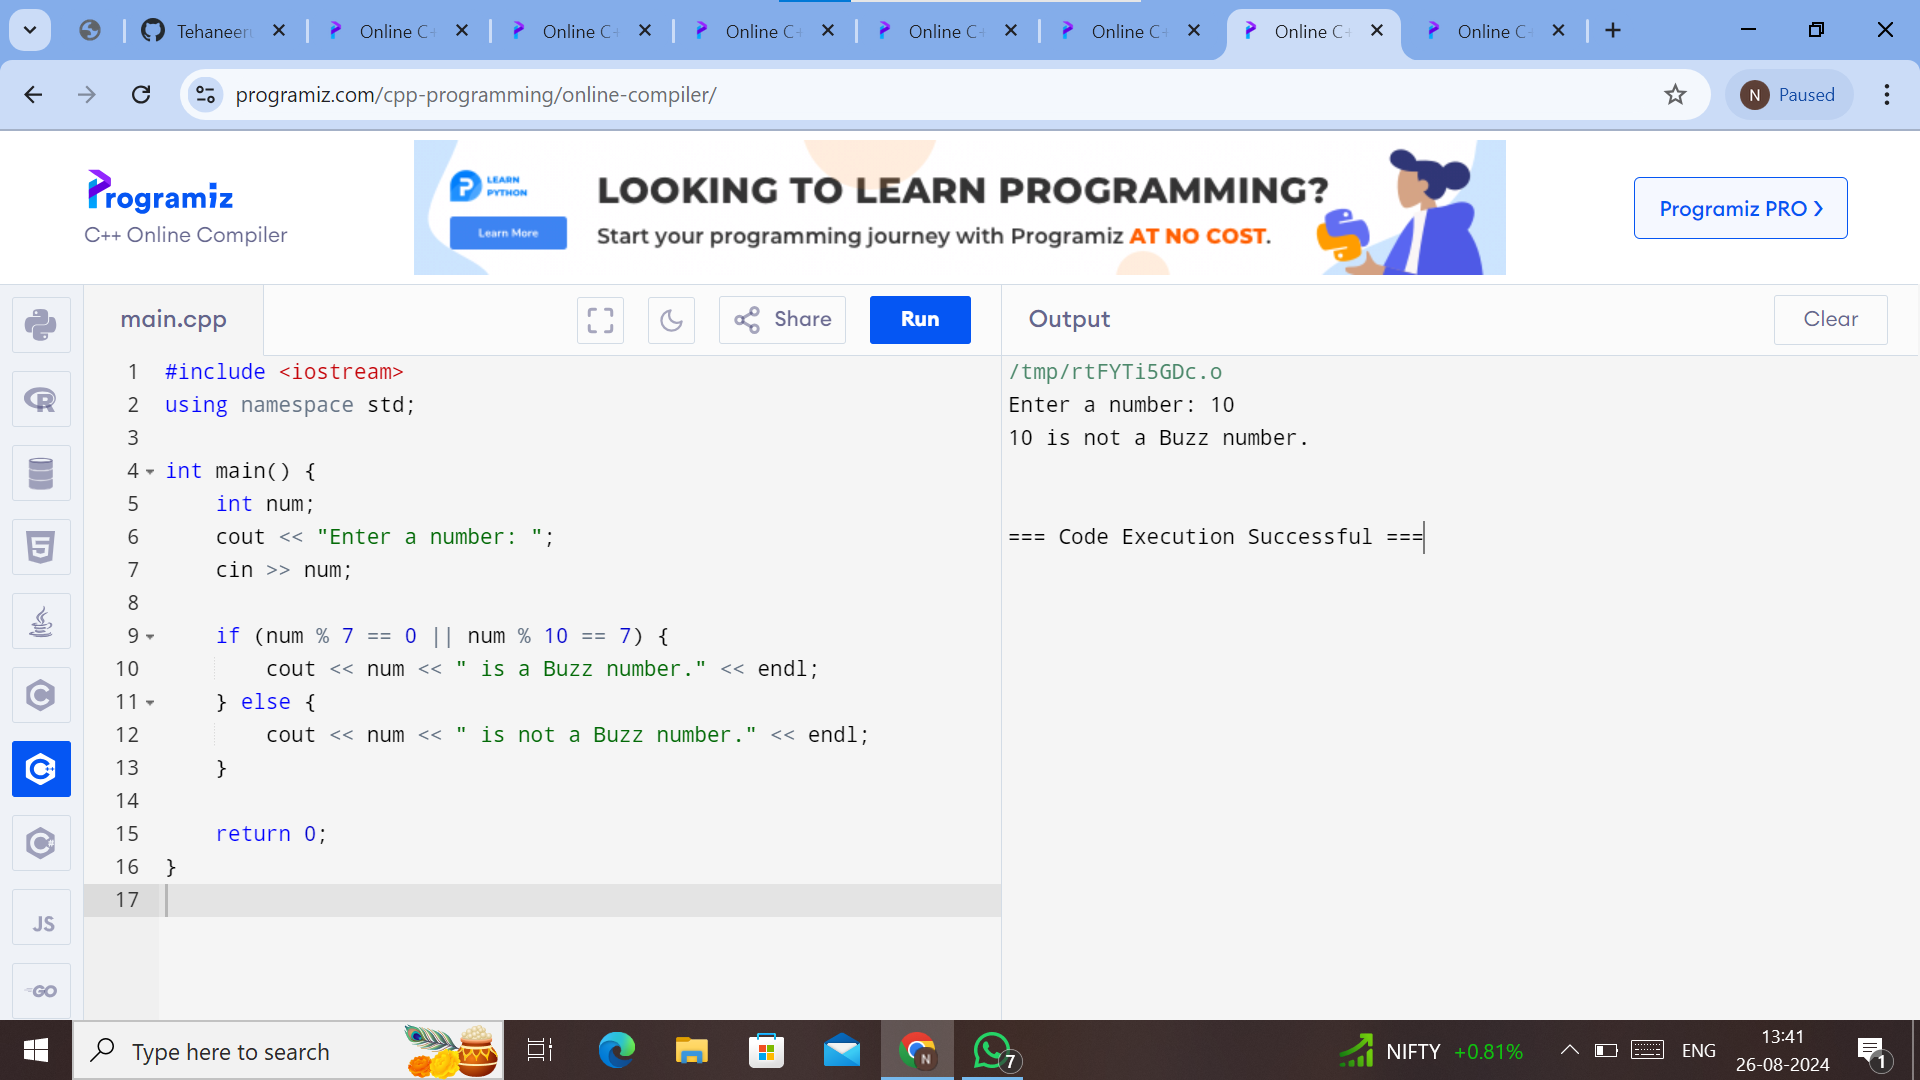 Tehaneer
Online C
Online C
Online C
Online C
Online C
Online C
Online C
programiz.com/cpp-programming/online-compiler/
N
Paused
Programiz
C++ Online Compiler
LEARN
PYTHON
Learn More
LOOKING TO LEARN PROGRAMMING?
Start your programming journey with Programiz AT NO COST.
Programiz PRO
main.cpp
Share
Run
Output
Clear
1 #include <iostream>
2 using namespace std;
3
4 int main() {
5     int num;
6     cout << "Enter a number: ";
7     cin >> num;
8
9     if (num % 7 == 0 || num % 10 == 7) {
10         cout << num << " is a Buzz number." << endl;
11     } else {
12         cout << num << " is not a Buzz number." << endl;
13     }
14
15     return 0;
16 }
17
/tmp/rtFYTi5GDc.o
Enter a number: 10
10 is not a Buzz number.
=== Code Execution Successful ===
R
5
C
C++
C#
JS
GO
Type here to search
N
7
NIFTY +0.81%
ENG
13:41
26-08-2024
1